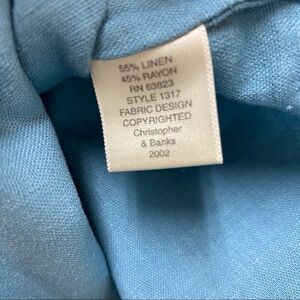 55% LINEN
45% RAYON
RN 63823
STYLE 1317
FABRIC DESIGN
COPYRIGHTED
Christopher
& Banks
2002